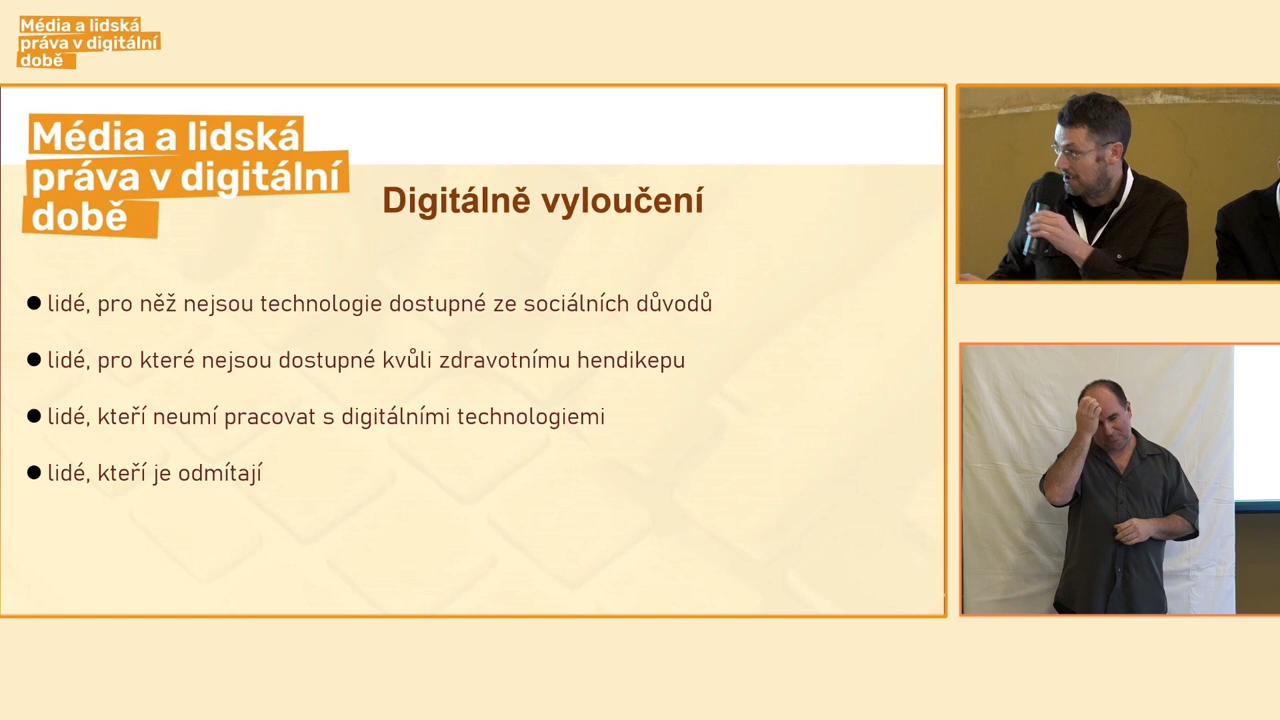 Média a lidská
práva v digitální
době
Média a lidská
práva v digitální
době
Digitálně vyloučení
lidé, pro něž nejsou technologie dostupné ze sociálních důvodů
lidé, pro které nejsou dostupné kvůli zdravotnímu hendikepu
lidé, kteří neumí pracovat s digitálními technologiemi
lidé, kteří je odmítají